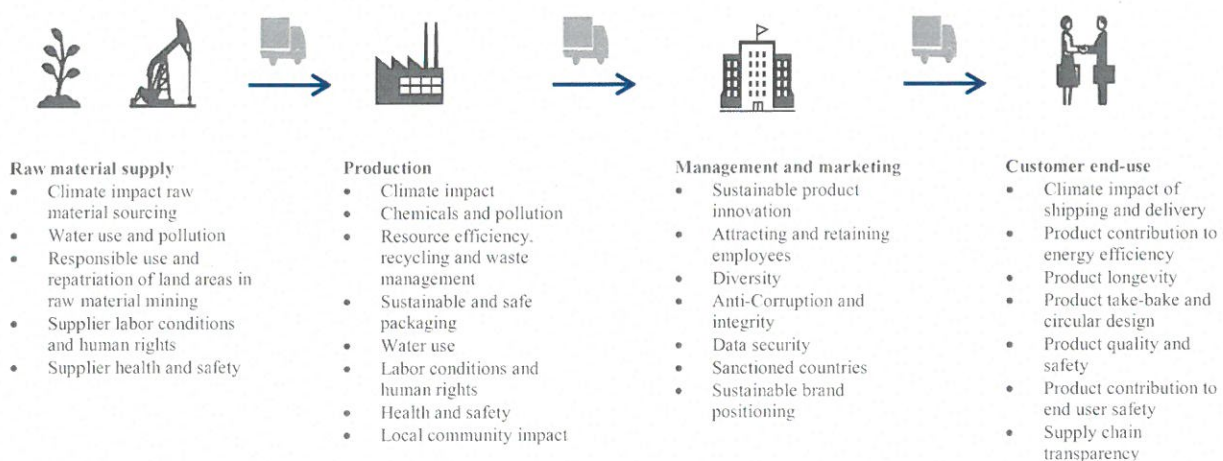 Raw material supply
• Climate impact raw
material sourcing
• Water use and pollution
• Responsible use and
repatriation of land areas in
raw material mining
• Supplier labor conditions
and human rights
• Supplier health and safety
Production
• Climate impact
• Chemicals and pollution
• Resource efficiency,
recycling and waste
management
• Sustainable and safe
packaging
• Water use
• Labor conditions and
human rights
• Health and safety
• Local community impact
Management and marketing
• Sustainable product
innovation
• Attracting and retaining
employees
• Diversity
• Anti-Corruption and
integrity
• Data security
• Sanctioned countries
• Sustainable brand
positioning
Customer end-use
• Climate impact of
shipping and delivery
• Product contribution to
energy efficiency
• Product longevity
• Product take-bake and
circular design
• Product quality and
safety
• Product contribution to
end user safety
• Supply chain
transparency